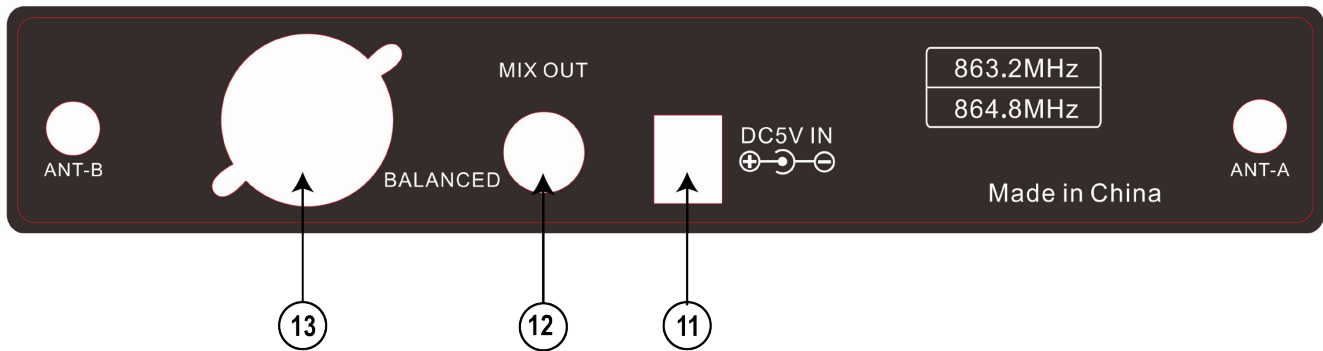 MIX OUT
863.2MHz
864.8MHz
DC5V IN
ANT-B
BALANCED
ANT-A
Made in China
13
12
11